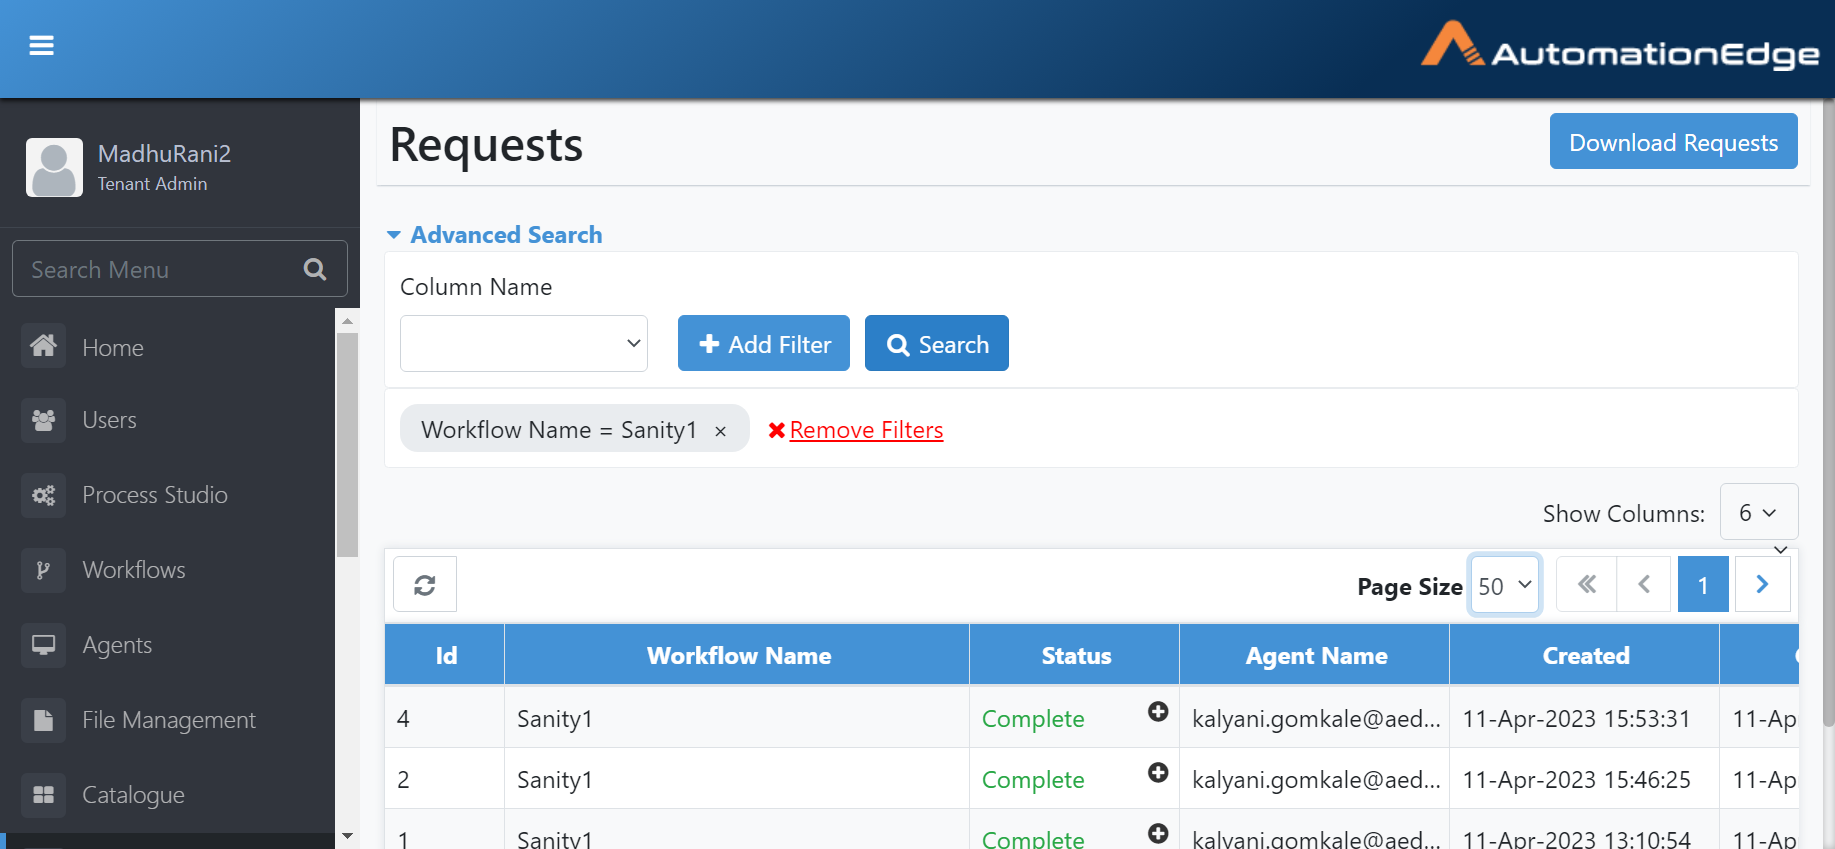 AutomationEdge
MadhuRani2
Tenant Admin
Search Menu
Home
Users
Process Studio
Workflows
Agents
File Management
Catalogue
Requests
Download Requests
Advanced Search
Column Name
Add Filter
Search
Workflow Name = Sanity1 ×
Remove Filters
Show Columns: 6
Page Size 50 « ‹ 1 ›
Id Workflow Name Status Agent Name Created
4 Sanity1 Complete kalyani.gomkale@aed... 11-Apr-2023 15:53:31 11-Ap
2 Sanity1 Complete kalyani.gomkale@aed... 11-Apr-2023 15:46:25 11-Ap
1 Sanity1 Complete kalyani.gomkale@aed... 11-Apr-2023 13:10:54 11-Ap